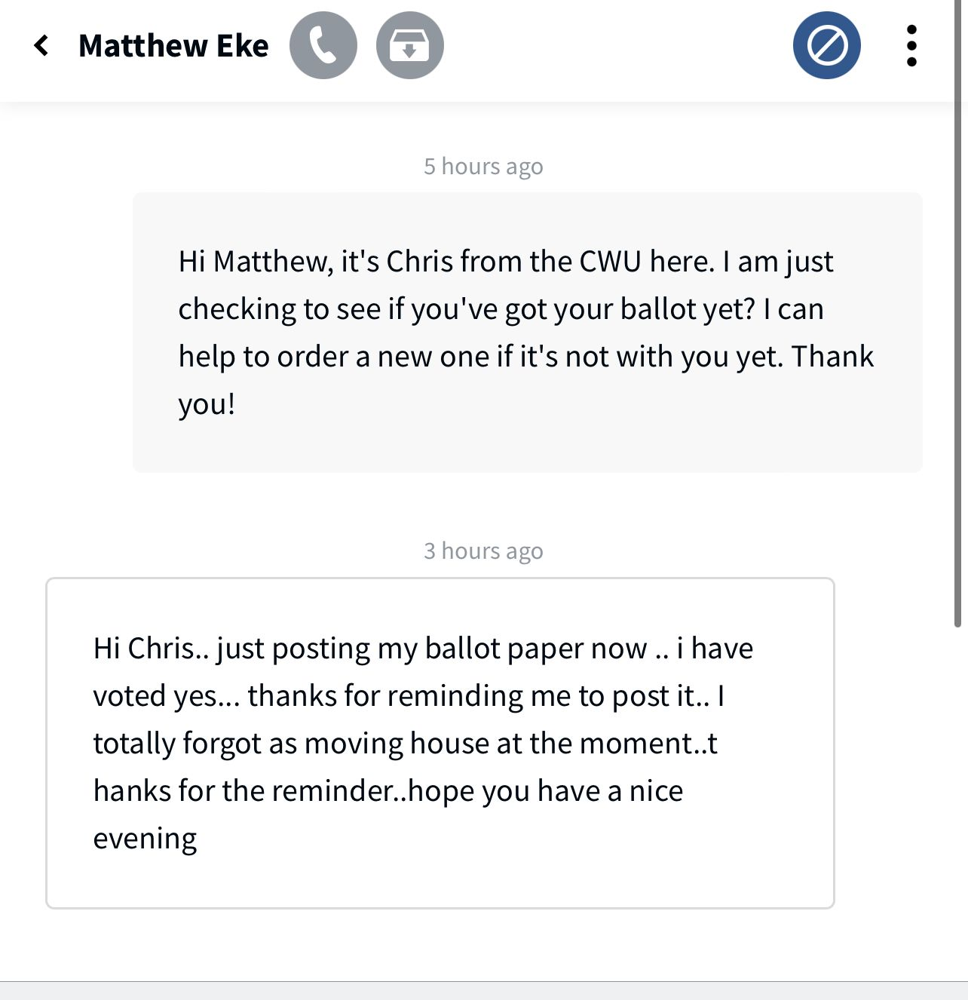 Matthew Eke
5 hours ago
Hi Matthew, it's Chris from the CWU here. I am just
checking to see if you've got your ballot yet? I can
help to order a new one if it's not with you yet. Thank
you!
3 hours ago
Hi Chris.. just posting my ballot paper now .. i have
voted yes... thanks for reminding me to post it.. I
totally forgot as moving house at the moment..t
hanks for the reminder..hope you have a nice
evening